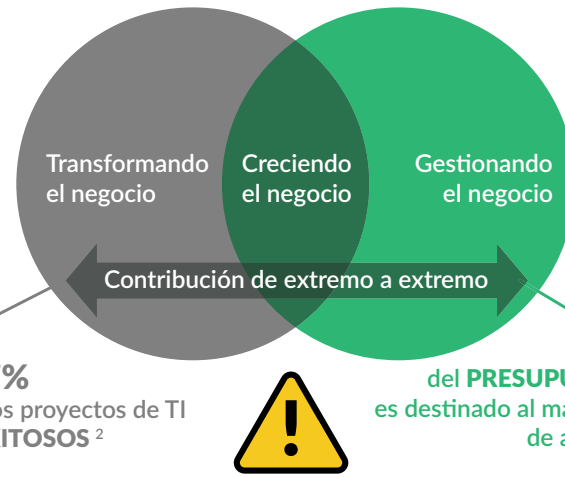 Transformando
el negocio
Creciendo
el negocio
Gestionando
el negocio
Contribución de extremo a extremo
%
os proyectos de TI
ITOSOS ²
del PRESUPU
es destinado al ma
de a
!